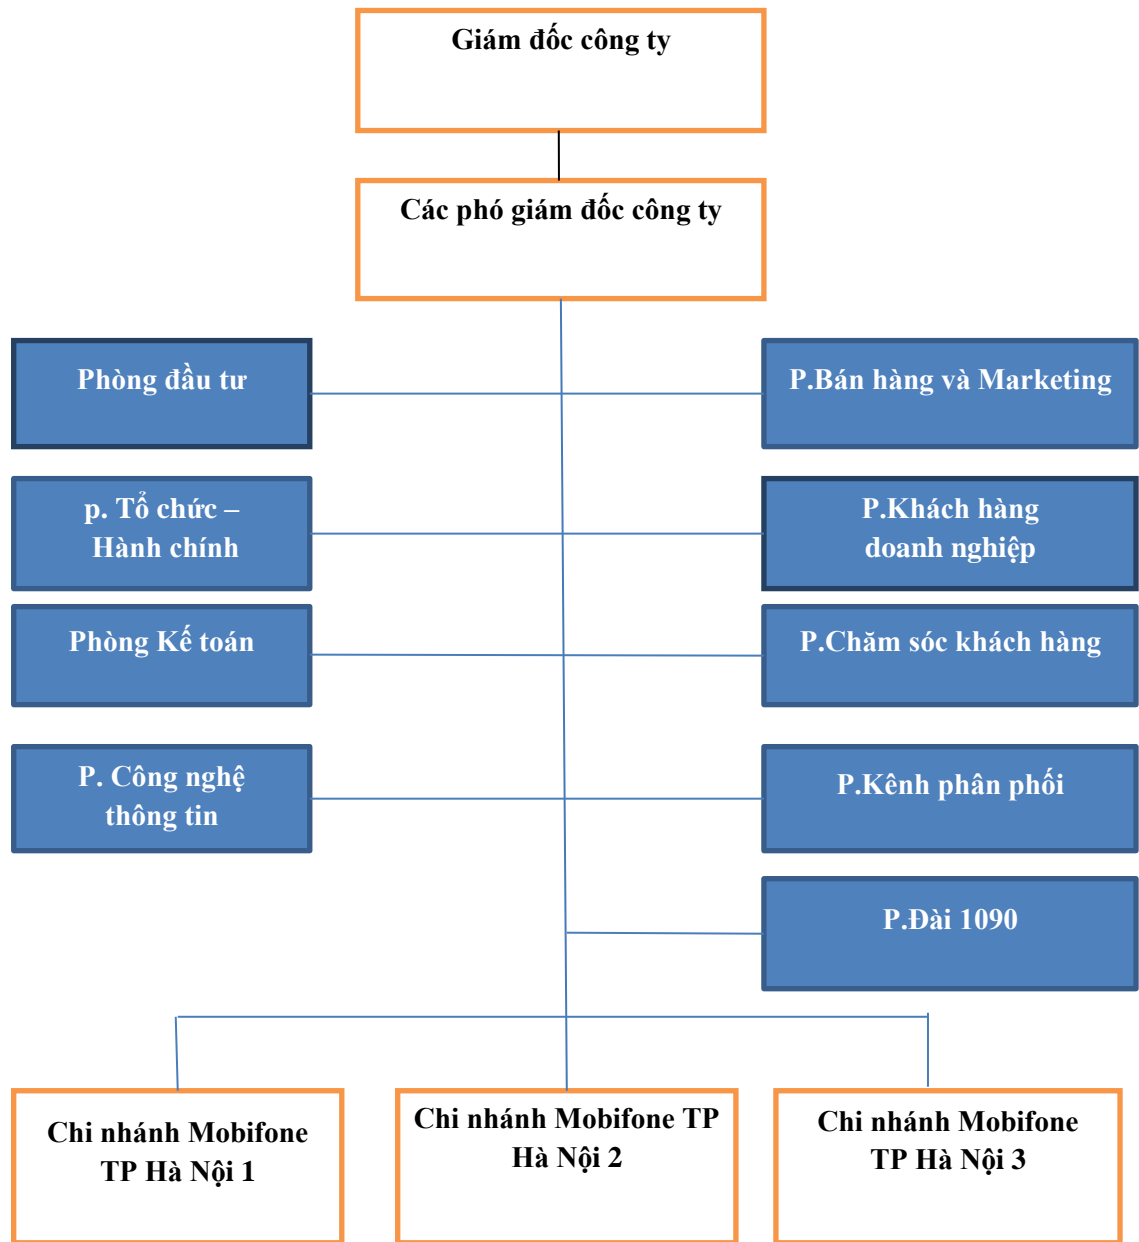 Giám đốc công ty
Các phó giám đốc công ty
Phòng đầu tư
P.Bán hàng và Marketing
p. Tổ chức –
Hành chính
P.Khách hàng
doanh nghiệp
Phòng Kế toán
P.Chăm sóc khách hàng
P. Công nghệ
thông tin
P.Kênh phân phối
P.Đài 1090
Chi nhánh Mobifone
TP Hà Nội 1
Chi nhánh Mobifone TP
Hà Nội 2
Chi nhánh Mobifone
TP Hà Nội 3